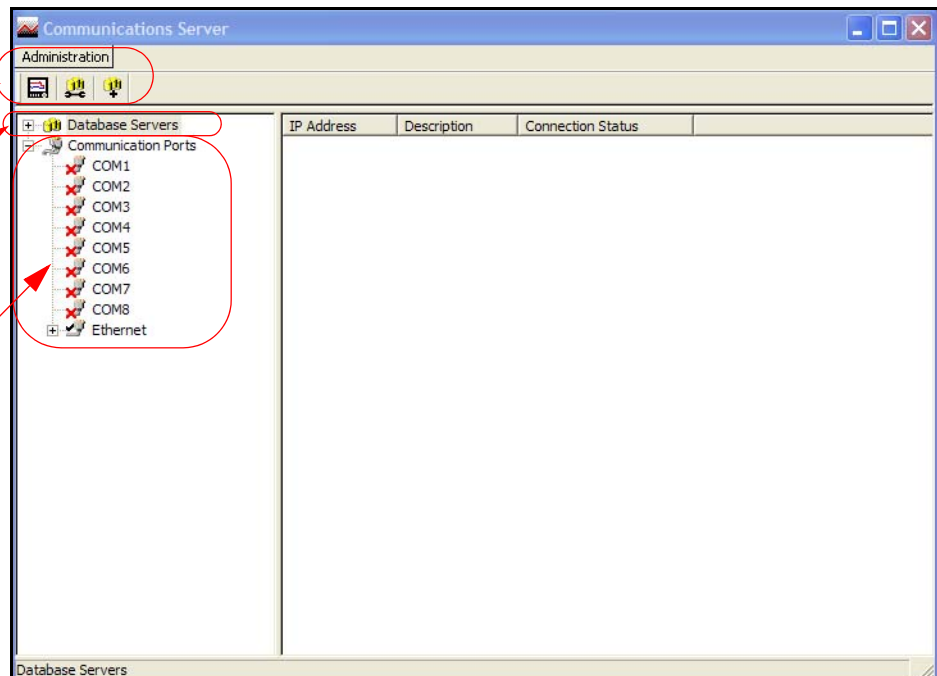 Communications Server
Administration
Database Servers
Communication Ports
COM1
COM2
COM3
COM4
COM5
COM6
COM7
COM8
Ethernet
IP Address Description Connection Status
Database Servers